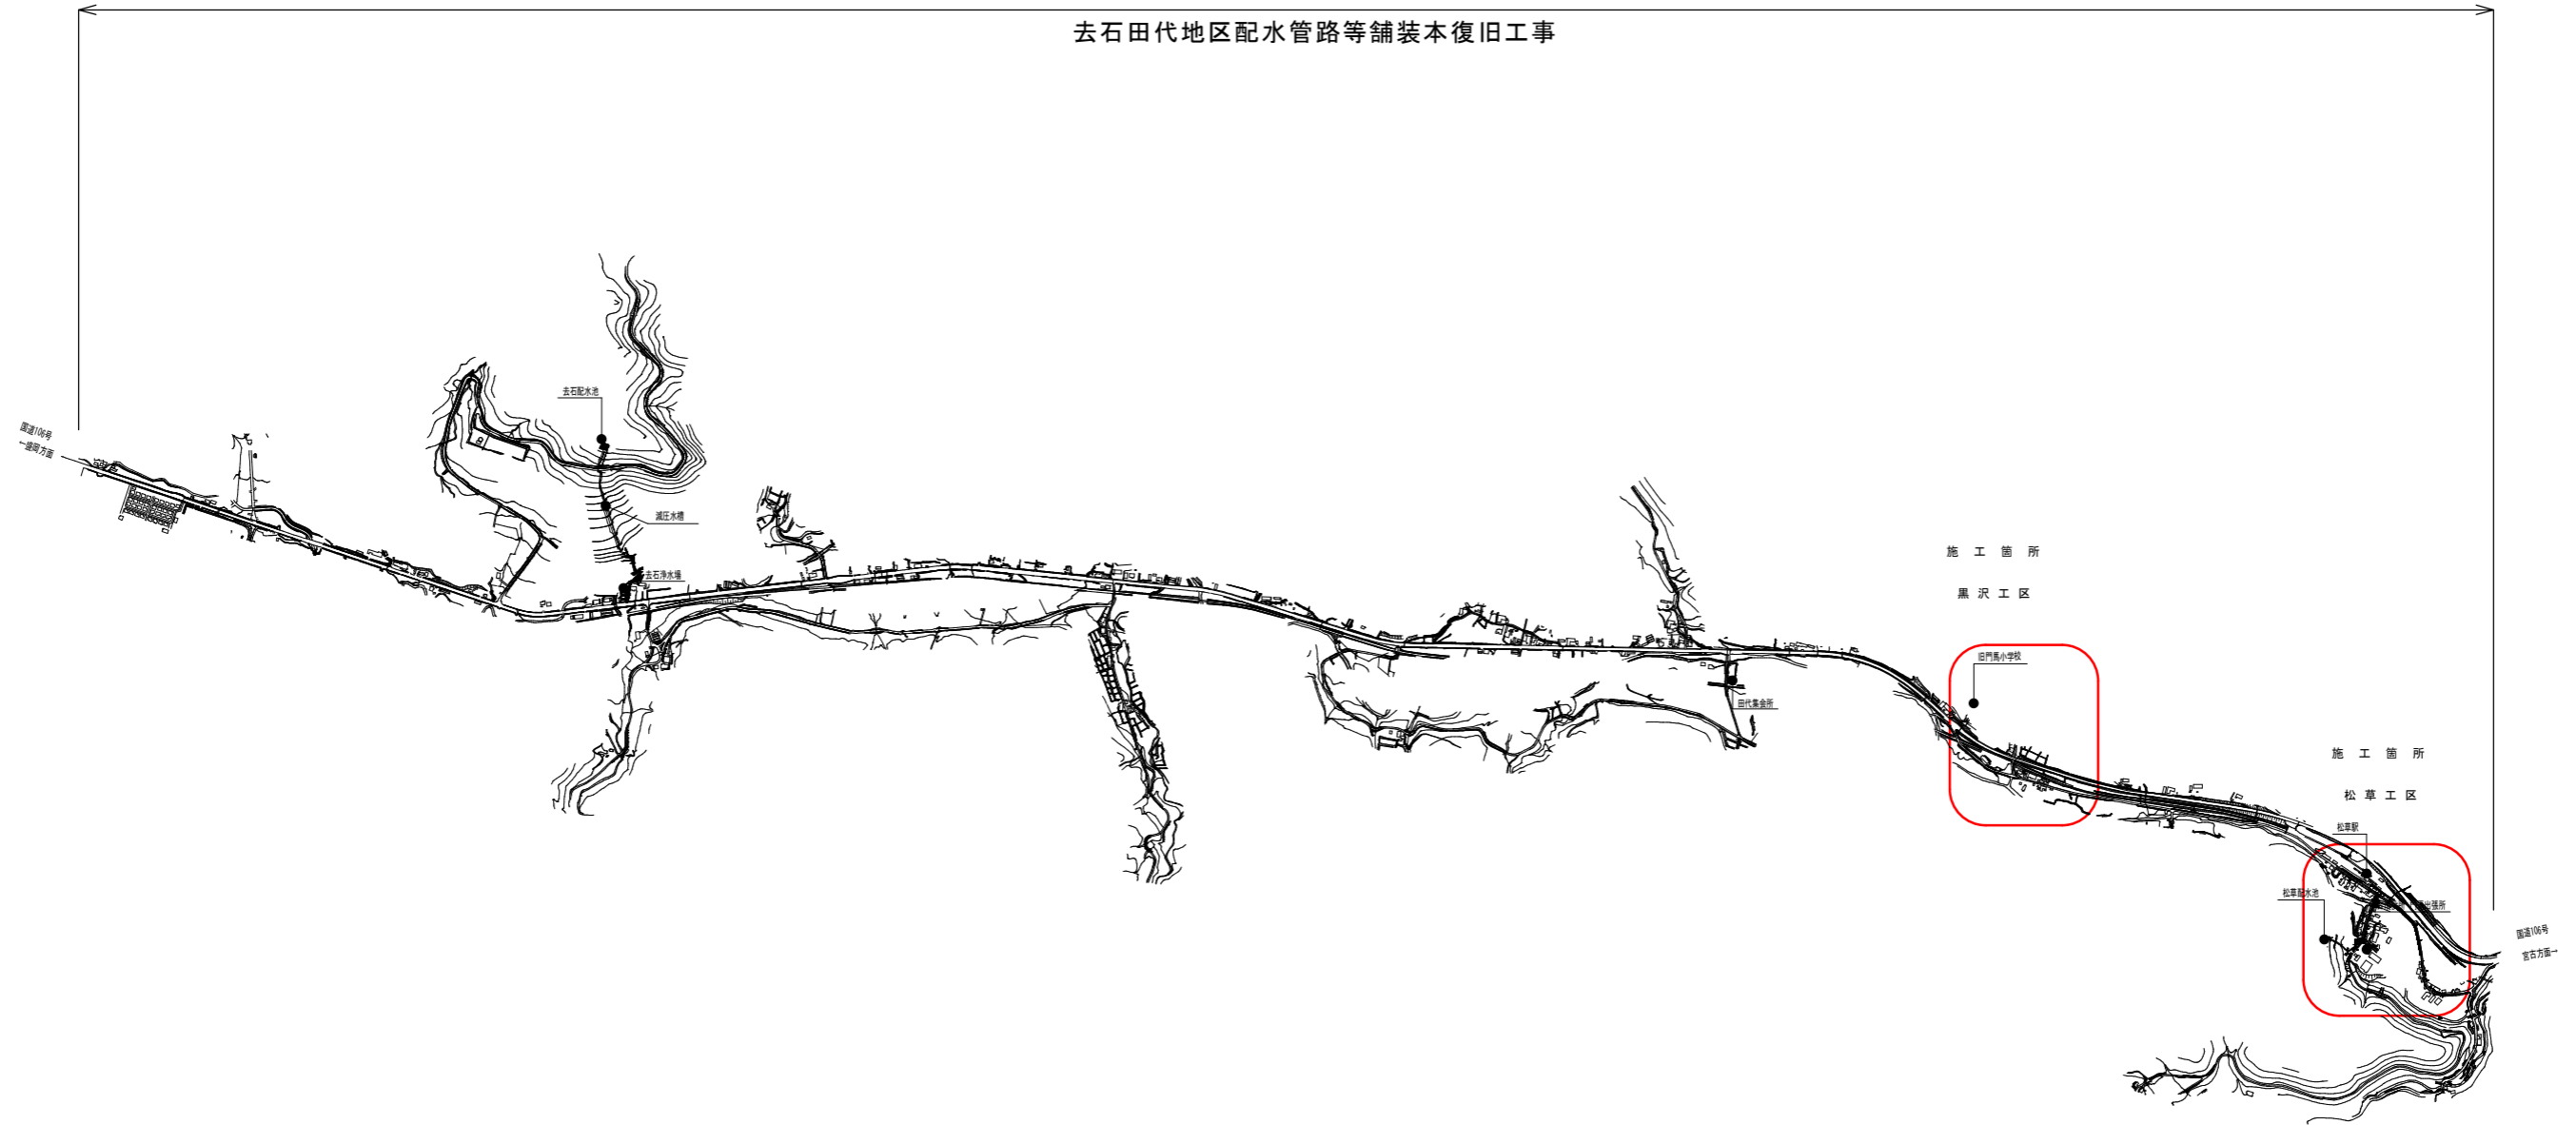 去石田代地区配水管路等舗装本復旧工事
去石配水池
国道106号
←盛岡方面
減圧水槽
去石浄水場
施工箇所
黒沢工区
旧門馬小学校
田代集会所
施工箇所
松草工区
松草駅
松草配水池
出張所
国道106号
宮古方面→